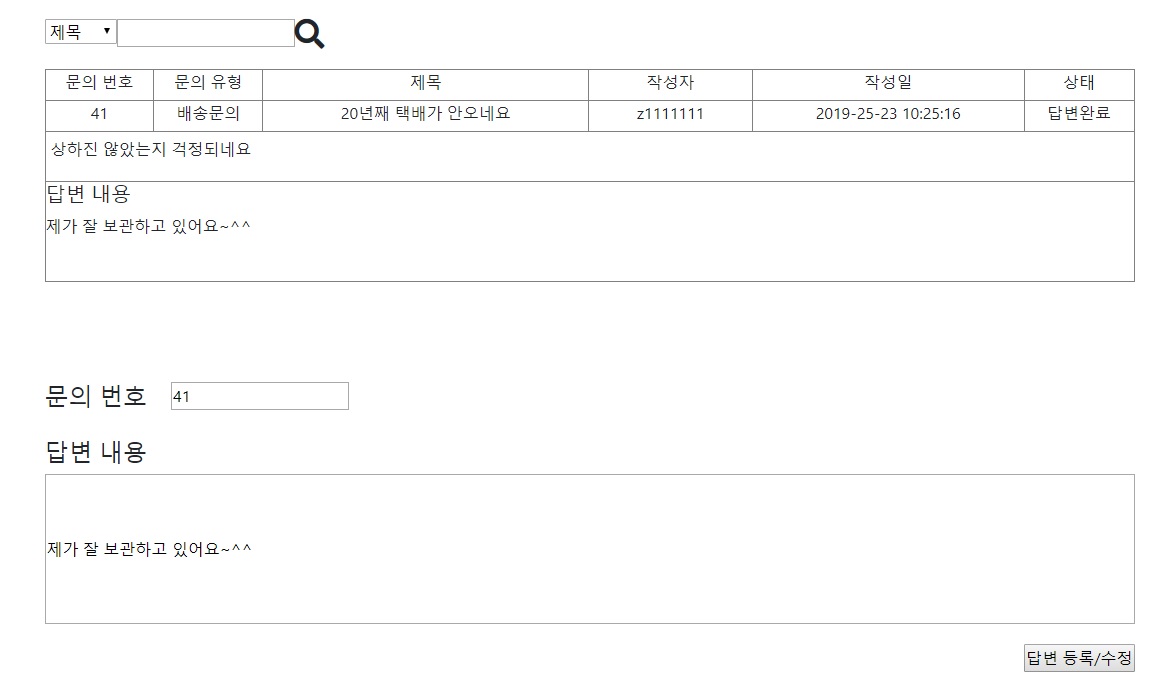 제목
문의 번호 문의 유형 제목 작성자 작성일 상태
41 배송문의 20년째 택배가 안오네요 z1111111 2019-25-23 10:25:16 답변완료
상하진 않았는지 걱정되네요
답변 내용
제가 잘 보관하고 있어요~^^
문의 번호 41
답변 내용
제가 잘 보관하고 있어요~^^
답변 등록/수정